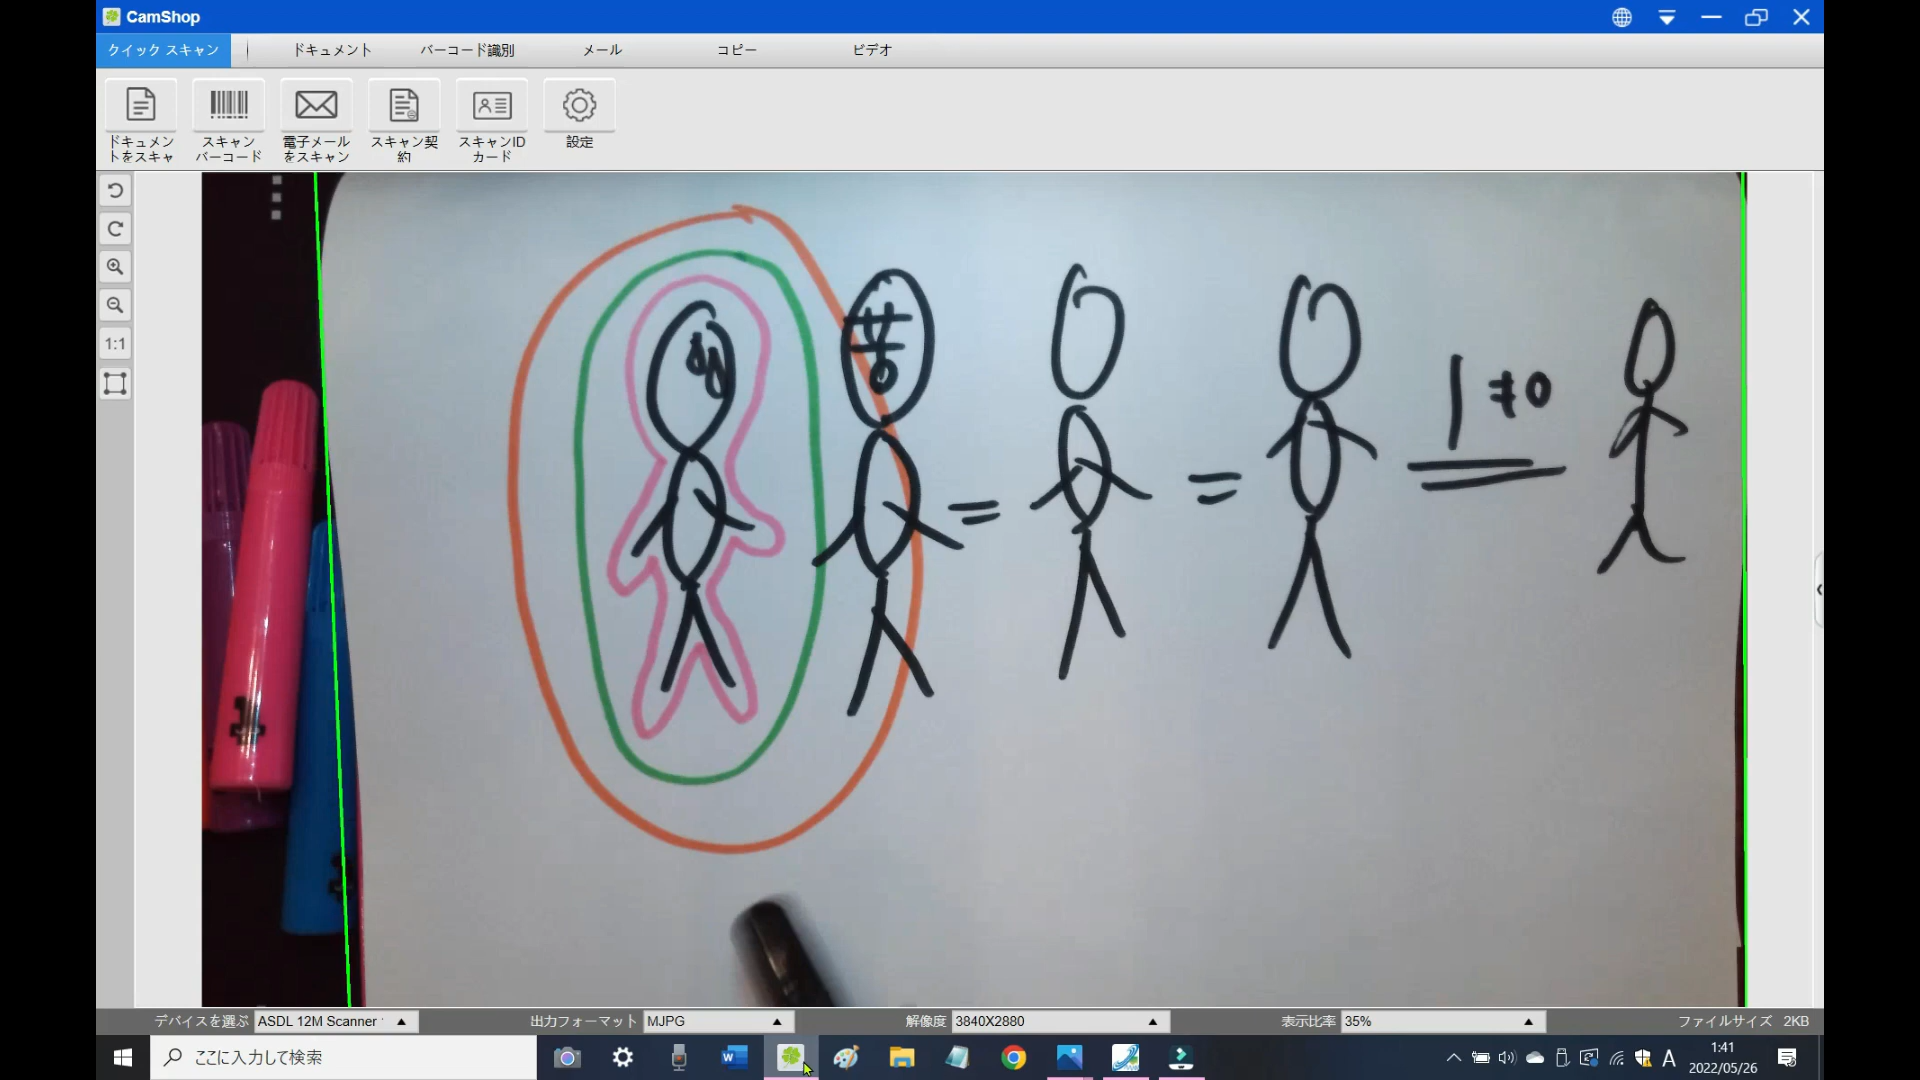 CamShop
クイック スキャン
ドキュメント
バーコード識別
メール
コピー
ビデオ
ドキュメン
トをスキャ
スキャン
バーコード
電子メール
をスキャン
スキャン契
約
スキャンID
カード
設定
1:1
= = 1 ≠ 0
デバイスを選ぶ ASDL 12M Scanner
出力フォーマット MJPG
解像度 3840X2880
表示比率 35%
ファイルサイズ 2KB
ここに入力して検索
A
1:41
2022/05/26